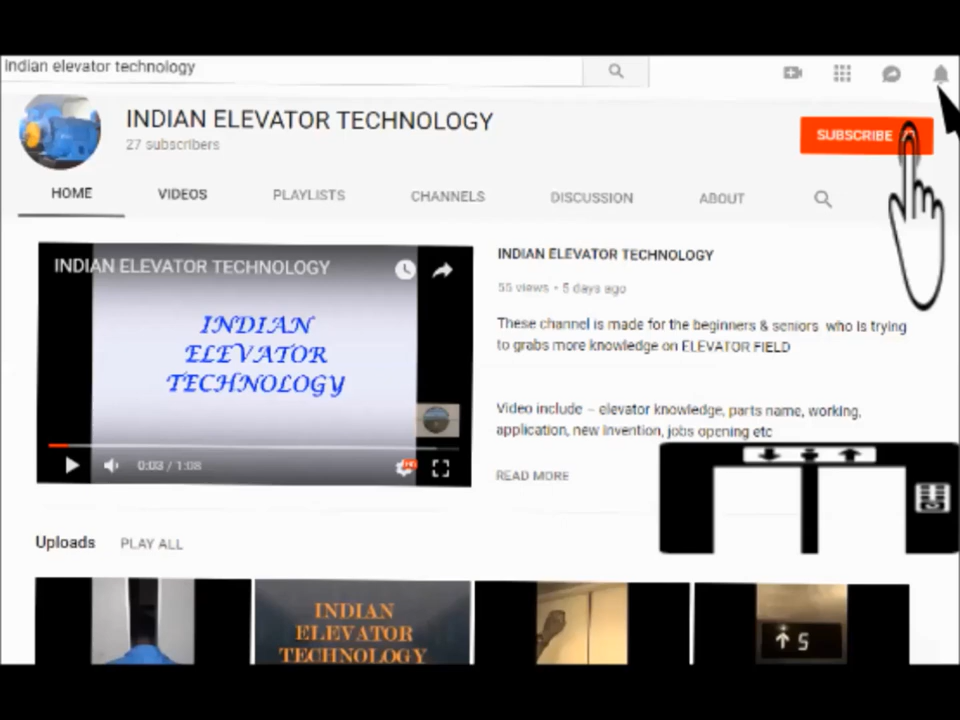 Indian elevator technology
INDIAN ELEVATOR TECHNOLOGY
27 subscribers
SUBSCRIBE
HOME
VIDEOS
PLAYLISTS
CHANNELS
DISCUSSION
ABOUT
INDIAN ELEVATOR TECHNOLOGY
INDIAN
ELEVATOR
TECHNOLOGY
0:03 / 1:08
HD
INDIAN ELEVATOR TECHNOLOGY
55 views • 5 days ago
These channel is made for the beginners & seniors who is trying
to grabs more knowledge on ELEVATOR FIELD
Video include – elevator knowledge, parts name, working,
application, new invention, jobs opening etc
READ MORE
Uploads PLAY ALL
INDIAN
ELEVATOR
TECHNOLOGY
5